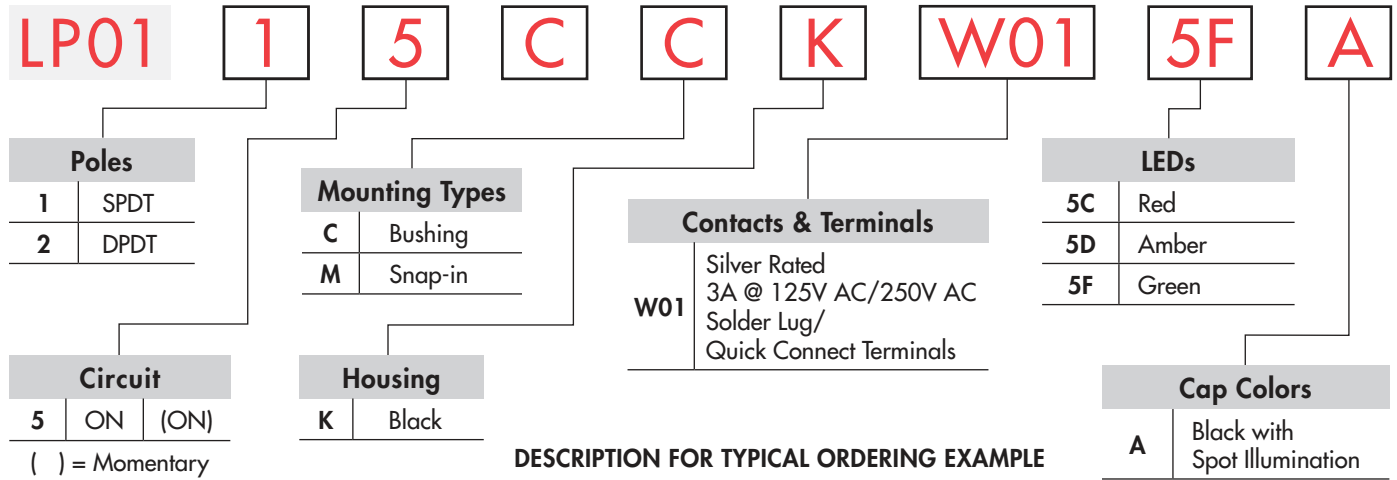 LP01 1 5 C C K W01 5F A
Poles
1 SPDT
2 DPDT
Mounting Types
C Bushing
M Snap-in
Contacts & Terminals
W01 Silver Rated
3A @ 125V AC/250V AC
Solder Lug/
Quick Connect Terminals
LEDs
5C Red
5D Amber
5F Green
Circuit
5 ON (ON)
( ) = Momentary
Housing
K Black
Cap Colors
A Black with
Spot Illumination
DESCRIPTION FOR TYPICAL ORDERING EXAMPLE